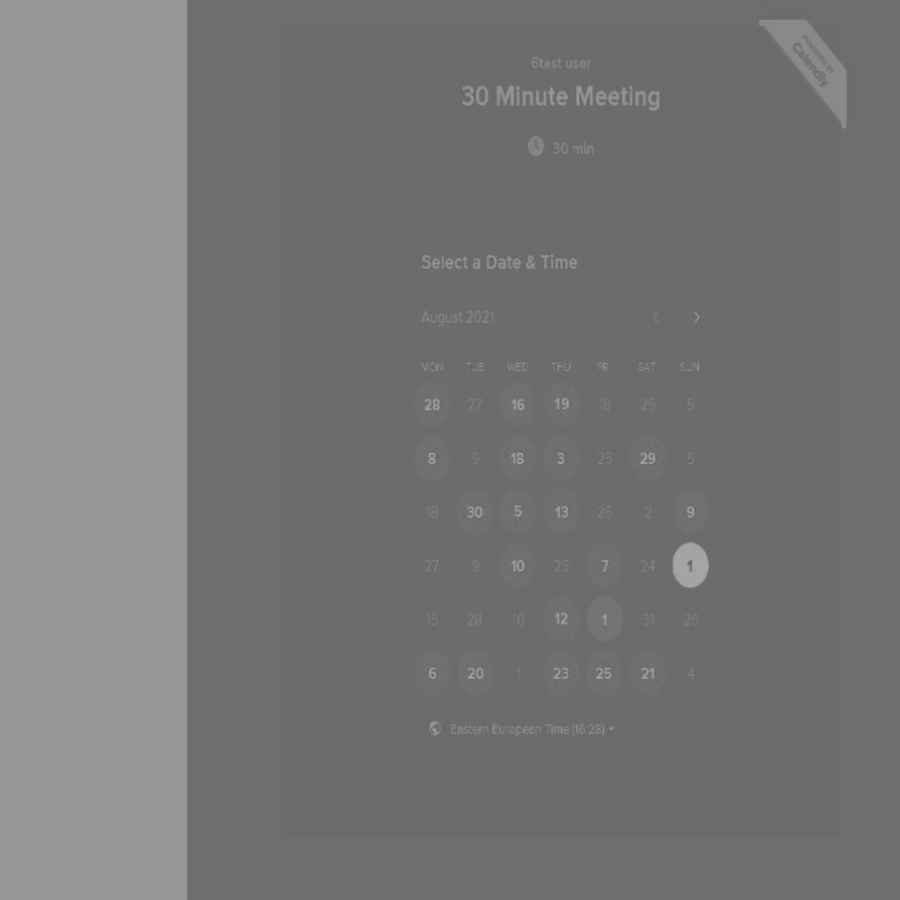 POWERED BY
Calendly
6test user
30 Minute Meeting
30 min
Select a Date & Time
August 2021
MON TUE WED THU FRI SAT SUN
28 27 16 19 18 25 5
8 9 18 3 25 29 5
18 30 5 13 26 2 9
27 9 10 25 7 24 1
15 28 10 12 1 31 26
6 20 1 23 25 21 4
Eastern European Time (16:28)